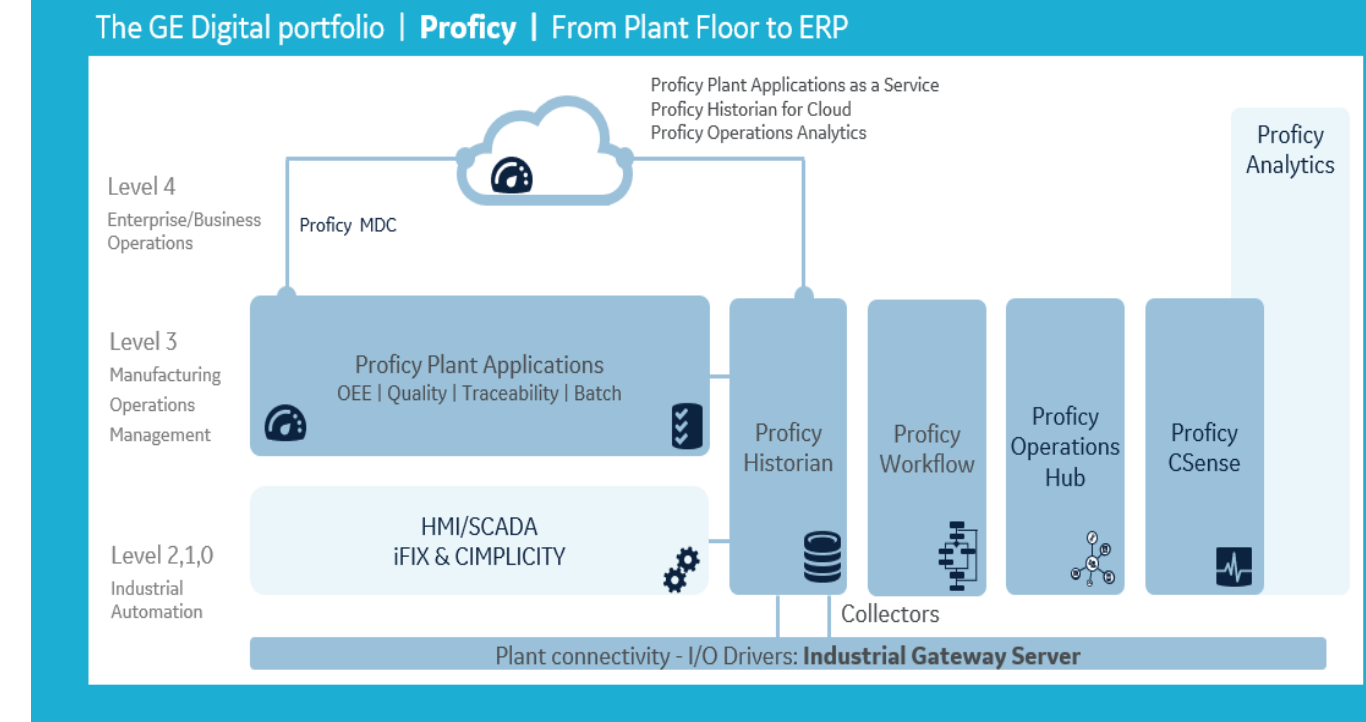 The GE Digital portfolio | Proficy | From Plant Floor to ERP
Proficy Plant Applications as a Service
Proficy Historian for Cloud
Proficy Operations Analytics
Proficy
Analytics
Level 4
Enterprise/Business
Operations
Proficy MDC
Level 3
Manufacturing
Operations
Management
Proficy Plant Applications
OEE | Quality | Traceability | Batch
Proficy
Historian
Proficy
Workflow
Proficy
Operations
Hub
Proficy
CSense
Level 2,1,0
Industrial
Automation
HMI/SCADA
iFIX & CIMPLICITY
Collectors
Plant connectivity - I/O Drivers: Industrial Gateway Server